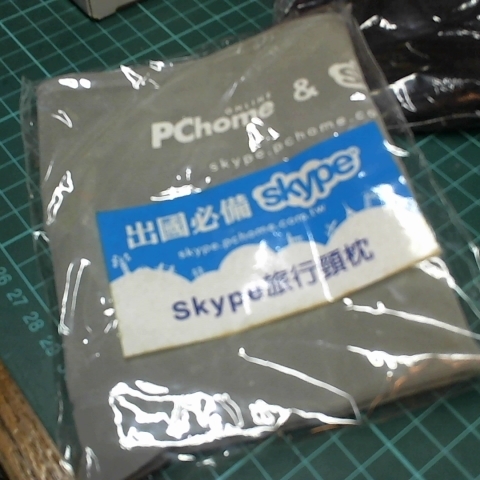 ONLINE
PChome & S
skype.pchome.co
出國必備 skype
skype.pchome.com.tw
Skype旅行頸枕
26 27 28 29